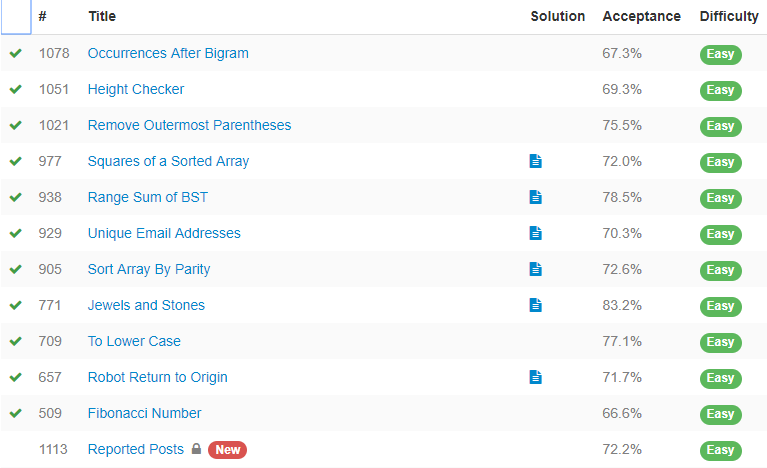 # Title Solution Acceptance Difficulty
1078 Occurrences After Bigram 67.3% Easy
1051 Height Checker 69.3% Easy
1021 Remove Outermost Parentheses 75.5% Easy
977 Squares of a Sorted Array 72.0% Easy
938 Range Sum of BST 78.5% Easy
929 Unique Email Addresses 70.3% Easy
905 Sort Array By Parity 72.6% Easy
771 Jewels and Stones 83.2% Easy
709 To Lower Case 77.1% Easy
657 Robot Return to Origin 71.7% Easy
509 Fibonacci Number 66.6% Easy
1113 Reported Posts New 72.2% Easy